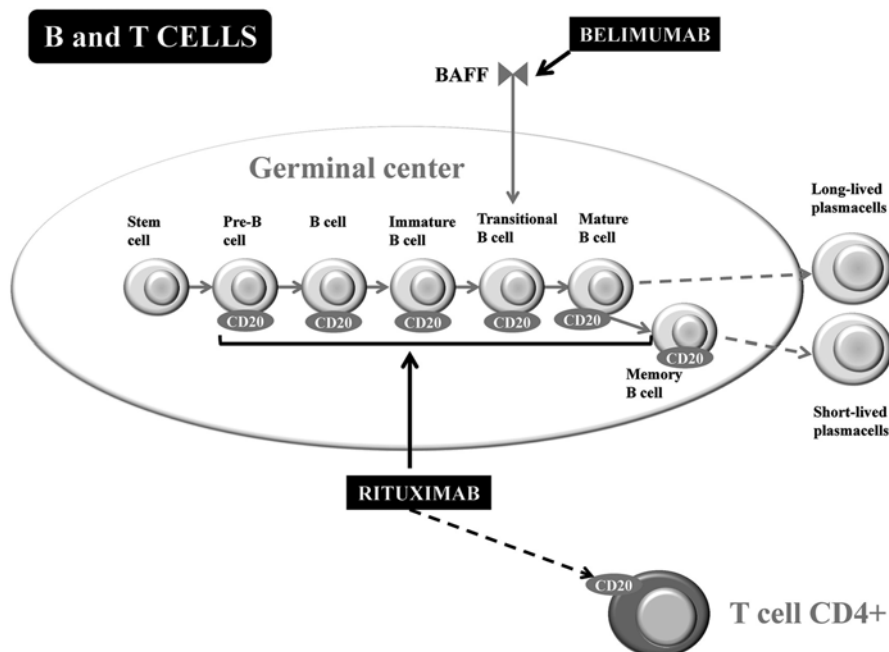 B and T CELLS
BELIMUMAB
BAFF
Germinal center
Stem
cell
Pre-B
cell
B cell
Immature
B cell
Transitional
B cell
Mature
B cell
Long-lived
plasmacells
CD20
CD20
CD20
CD20
CD20
CD20
Memory
B cell
Short-lived
plasmacells
RITUXIMAB
CD20
T cell CD4+